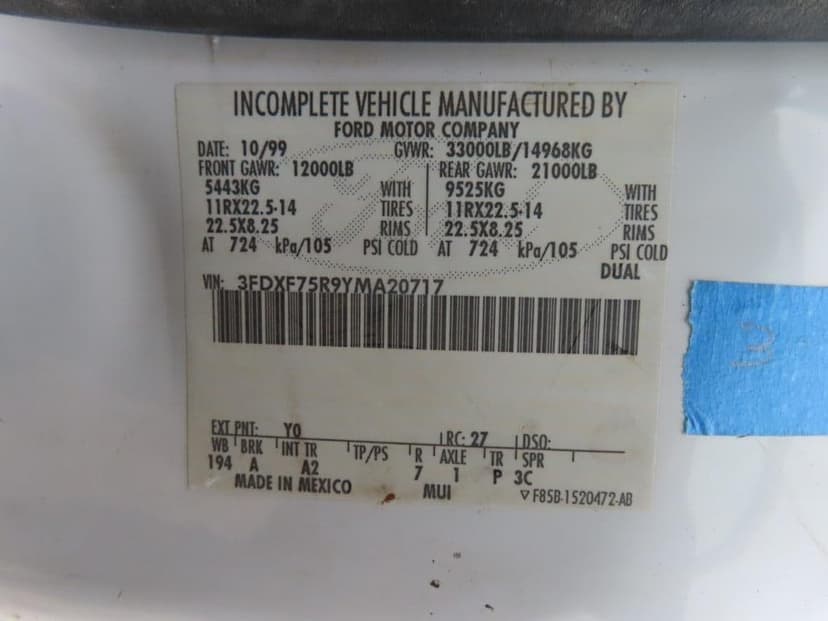 INCOMPLETE VEHICLE MANUFACTURED BY
FORD MOTOR COMPANY
DATE: 10/99 GVWR: 33000LB/14968KG
FRONT GAWR: 12000LB REAR GAWR: 21000LB
5443KG WITH 9525KG WITH
11RX22.5-14 TIRES 11RX22.5-14 TIRES
22.5X8.25 RIMS 22.5X8.25 RIMS
AT 724 kPa/105 PSI COLD AT 724 kPa/105 PSI COLD
DUAL
VIN: 3FDXF75R9YMA20717
EXT PNT: Y0 RC: 27 DSO:
WB BRK INT TR TP/PS R AXLE TR SPR
194 A A2 7 1 P 3C
MADE IN MEXICO MUI F85B-1520472-AB